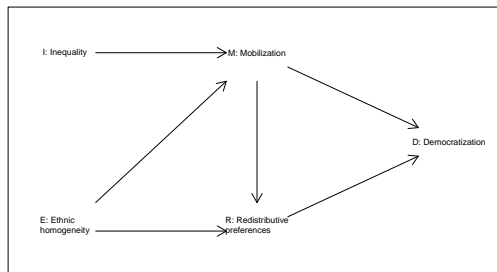 I: Inequality
M: Mobilization
D: Democratization
E: Ethnic
homogeneity
R: Redistributive
preferences